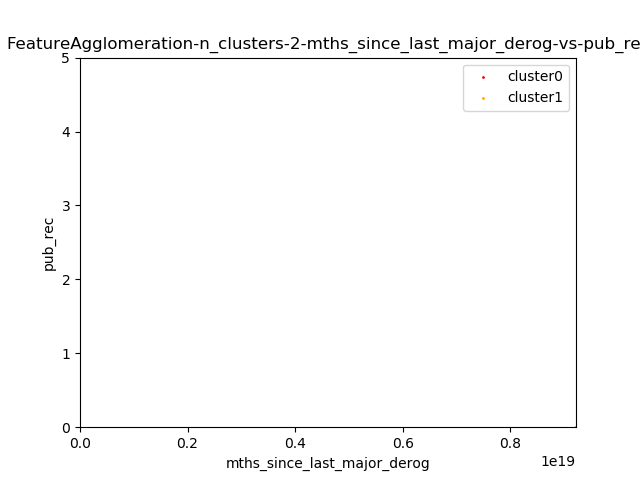 FeatureAgglomeration-n_clusters-2-mths_since_last_major_derog-vs-pub_re
cluster0
cluster1
5
4
3
2
1
0
pub_rec
0.0 0.2 0.4 0.6 0.8
1e19
mths_since_last_major_derog